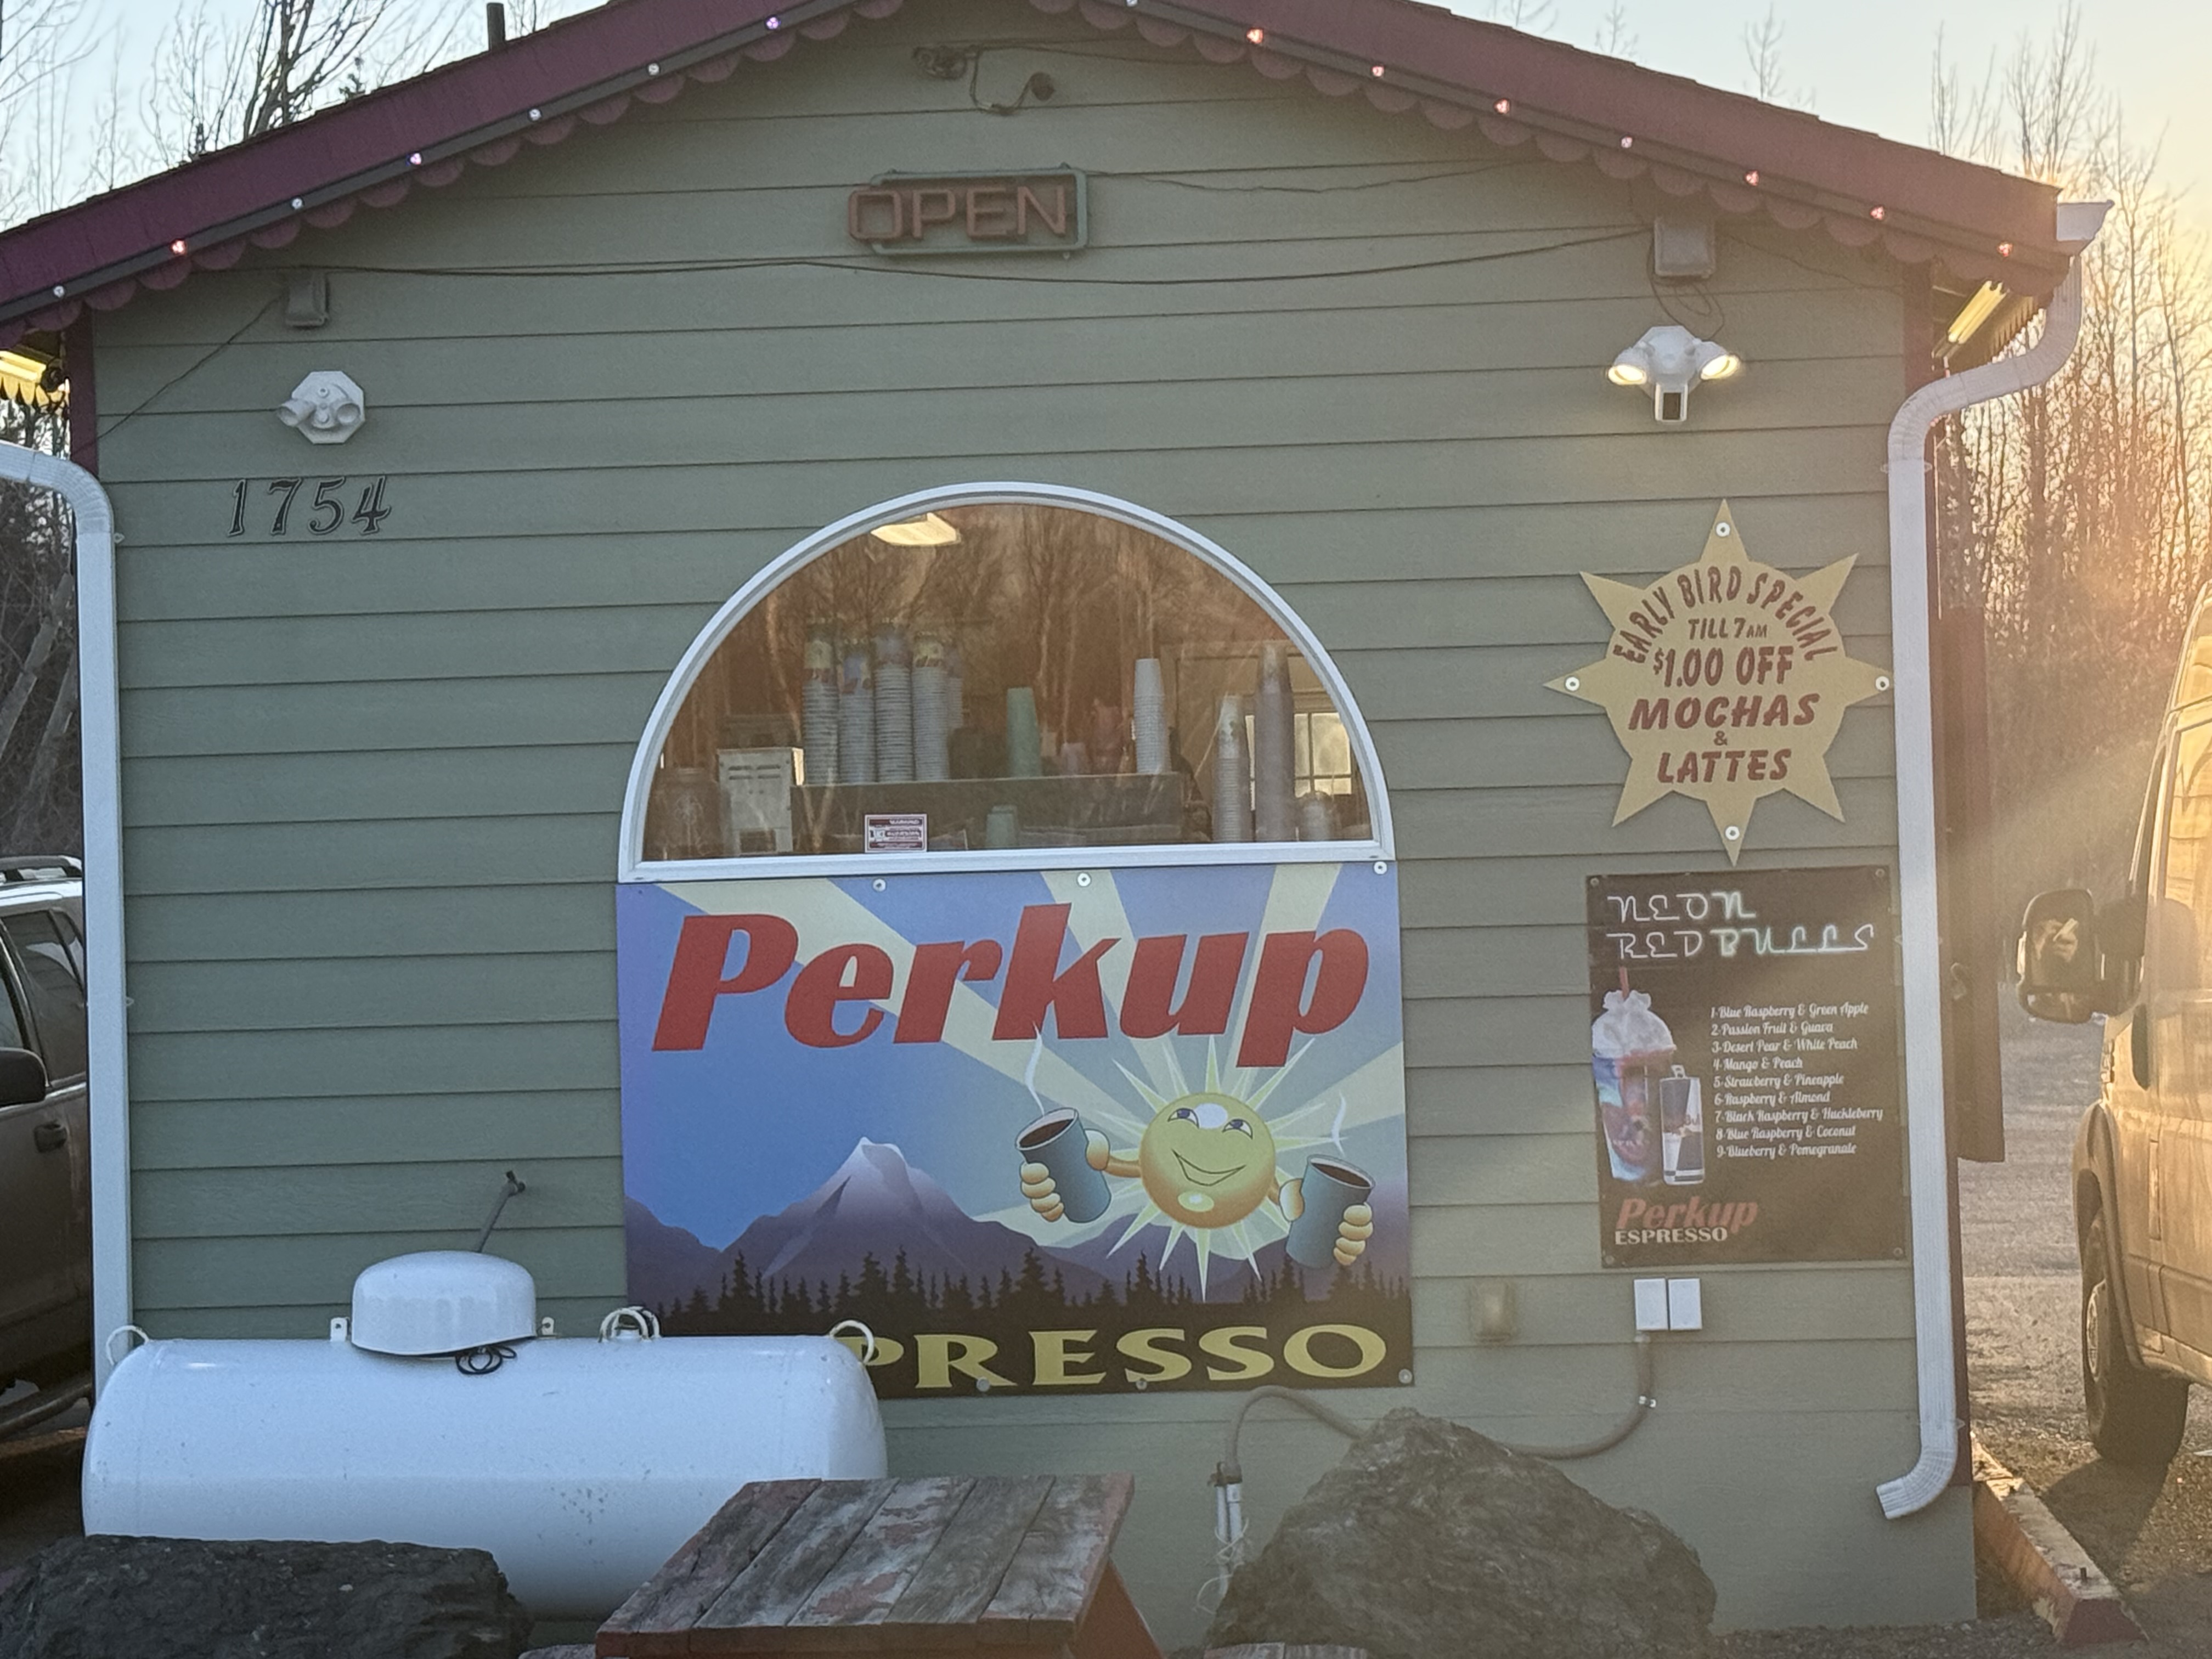 OPEN
1754
EARLY BIRD SPECIAL
TILL 7AM
$1.00 OFF
MOCHAS
&
LATTES
Perkup
PRESSO
NEON
RED BULLS
1-Blue Raspberry & Green Apple
2-Passion Fruit & Guava
3-Desert Pear & White Peach
4-Mango & Peach
5-Strawberry & Pineapple
6-Raspberry & Almond
7-Black Raspberry & Huckleberry
8-Blue Raspberry & Coconut
9-Blueberry & Pomegranate
Perkup
ESPRESSO